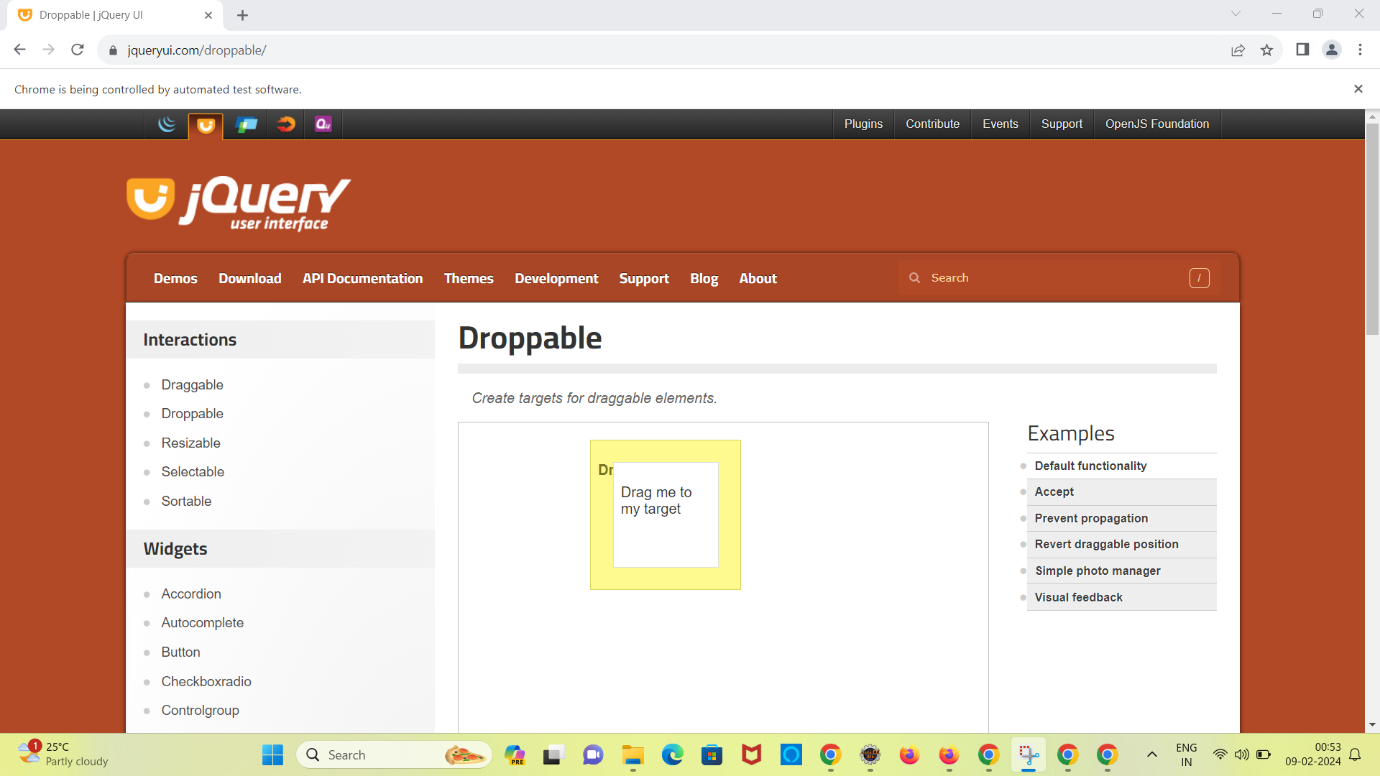 Droppable | jQuery UI
jqueryui.com/droppable/
Chrome is being controlled by automated test software.
Plugins Contribute Events Support OpenJS Foundation
jQuery
user interface
Demos Download API Documentation Themes Development Support Blog About Search /
Interactions
Draggable
Droppable
Resizable
Selectable
Sortable
Widgets
Accordion
Autocomplete
Button
Checkboxradio
Controlgroup
Droppable
Create targets for draggable elements.
Dr
Drag me to
my target
Examples
Default functionality
Accept
Prevent propagation
Revert draggable position
Simple photo manager
Visual feedback
1
25°C
Partly cloudy
Search
PRE
ENG
IN
00:53
09-02-2024